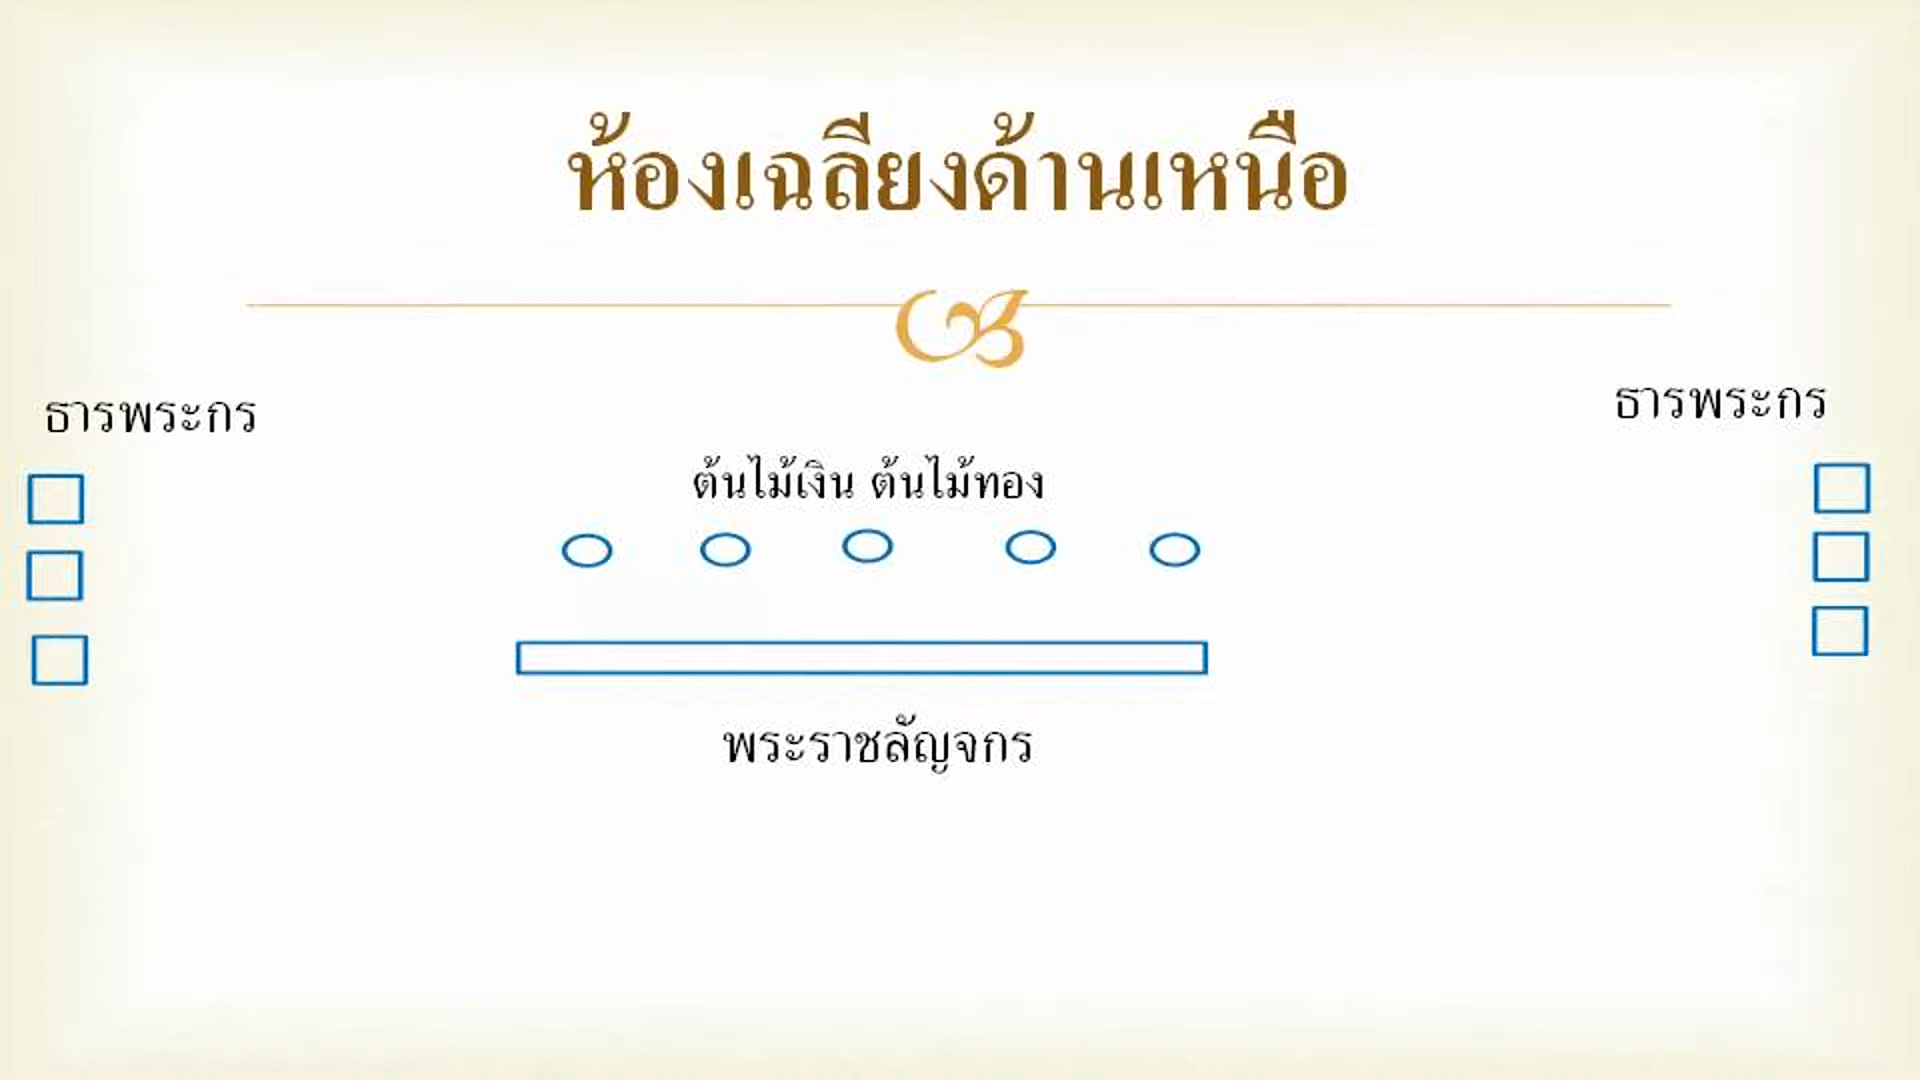 ห้องเฉลียงด้านเหนือ
ธารพระกร
ธารพระกร
ต้นไม้เงิน ต้นไม้ทอง
พระราชลัญจกร